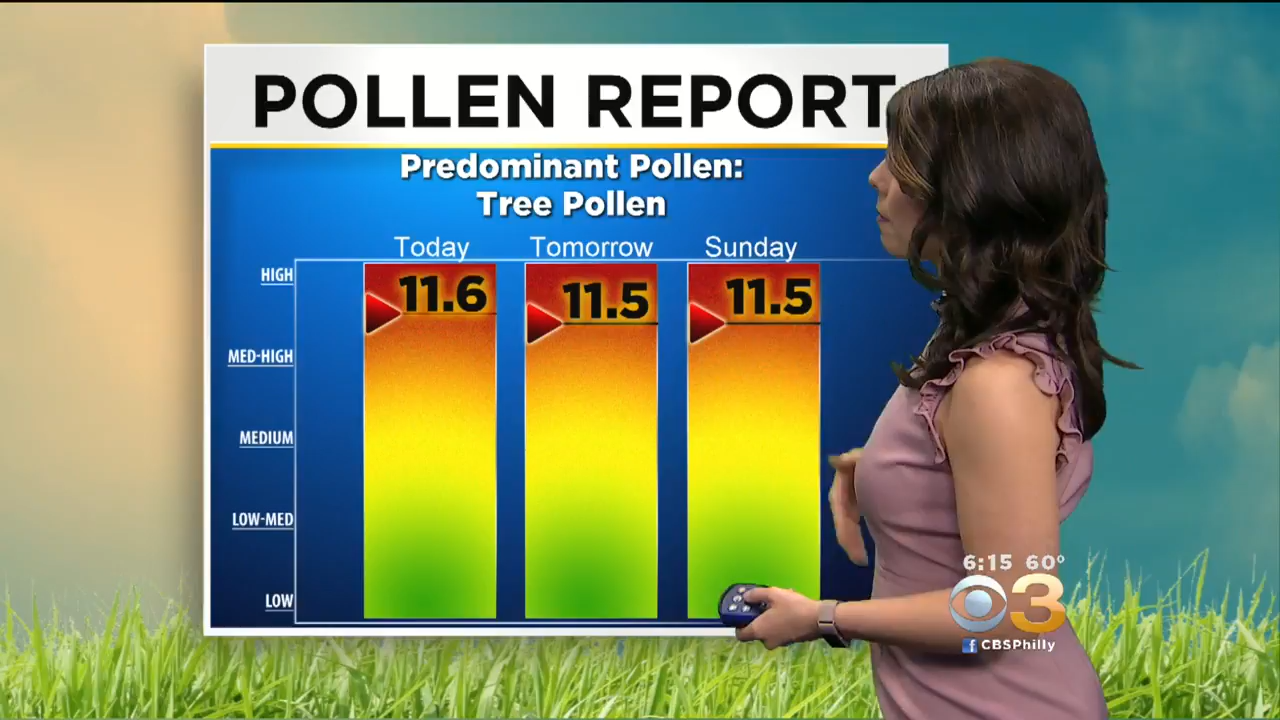 POLLEN REPORT
Predominant Pollen:
Tree Pollen
Today Tomorrow Sunday
HIGH
11.6 11.5 11.5
MED-HIGH
MEDIUM
LOW-MED
LOW
6:15 60°
3
f CBSPhilly